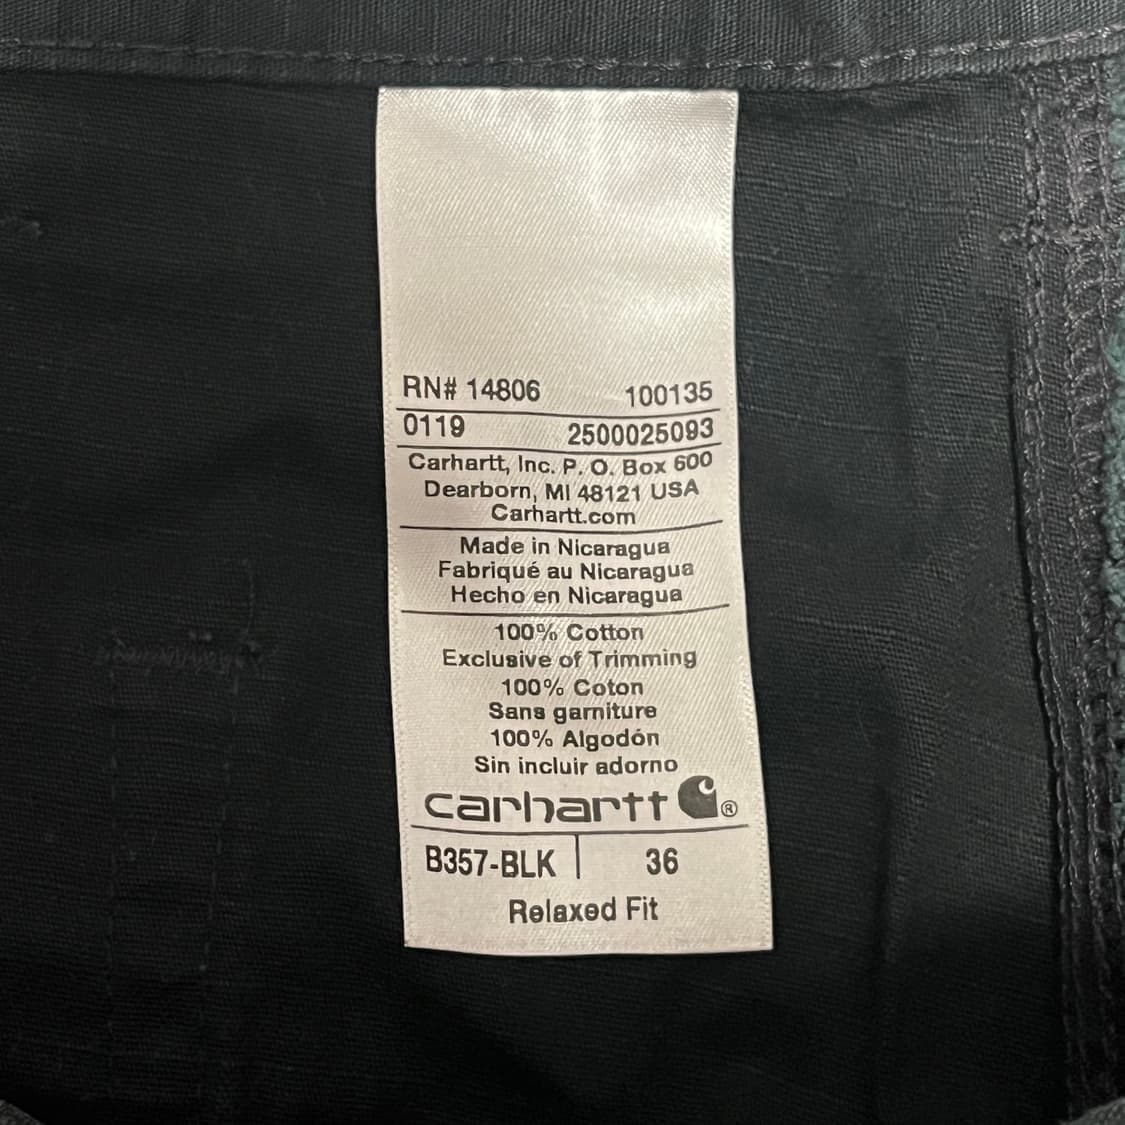 RN# 14806 100135
0119 2500025093
Carhartt, Inc. P. O. Box 600
Dearborn, MI 48121 USA
Carhartt.com
Made in Nicaragua
Fabriqué au Nicaragua
Hecho en Nicaragua
100% Cotton
Exclusive of Trimming
100% Coton
Sans garniture
100% Algodón
Sin incluir adorno
carhartt ®
B357-BLK | 36
Relaxed Fit